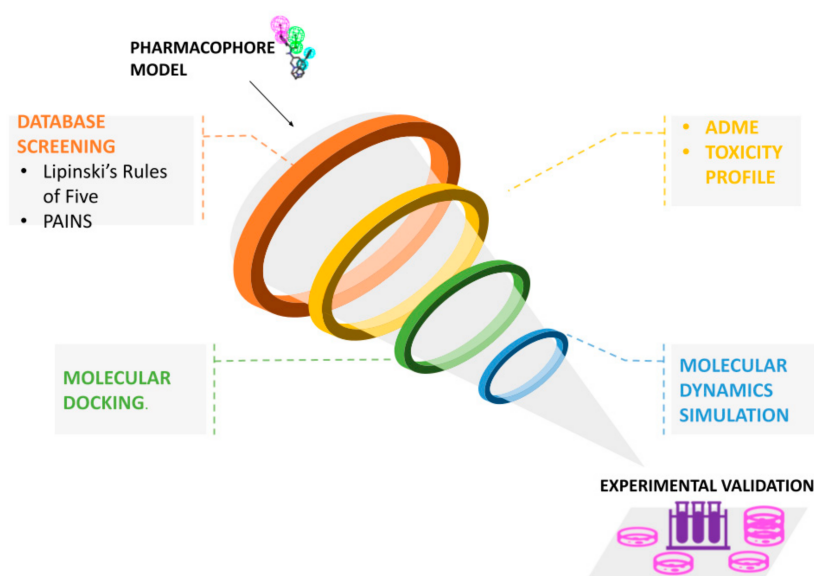 PHARMACOPHORE
MODEL
DATABASE
SCREENING
• Lipinski's Rules
of Five
• PAINS
• ADME
• TOXICITY
PROFILE
MOLECULAR
DOCKING.
MOLECULAR
DYNAMICS
SIMULATION
EXPERIMENTAL VALIDATION